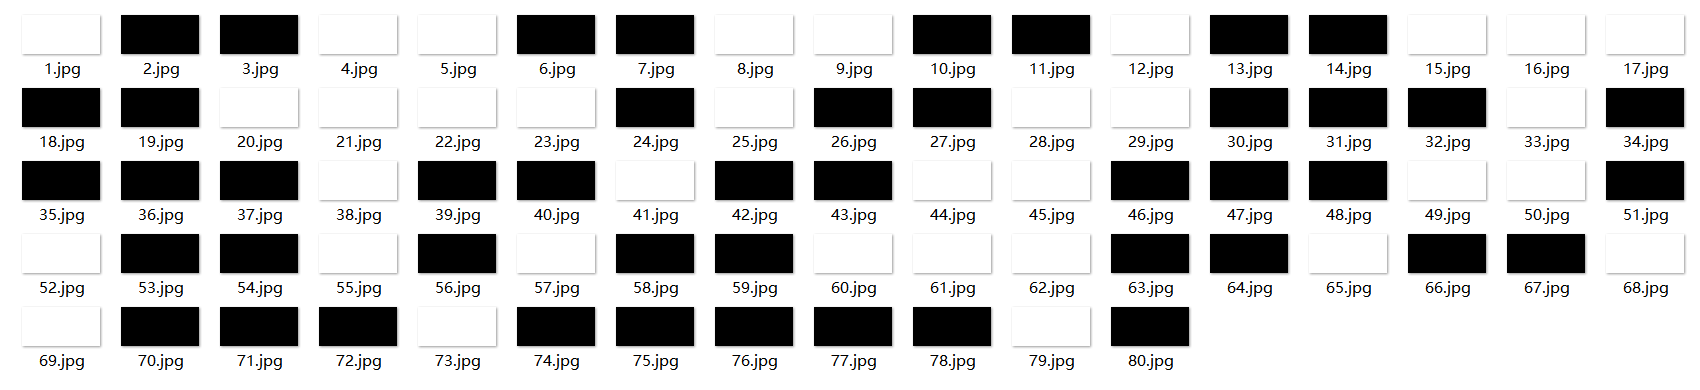 1.jpg 2.jpg 3.jpg 4.jpg 5.jpg 6.jpg 7.jpg 8.jpg 9.jpg 10.jpg 11.jpg 12.jpg 13.jpg 14.jpg 15.jpg 16.jpg 17.jpg
18.jpg 19.jpg 20.jpg 21.jpg 22.jpg 23.jpg 24.jpg 25.jpg 26.jpg 27.jpg 28.jpg 29.jpg 30.jpg 31.jpg 32.jpg 33.jpg 34.jpg
35.jpg 36.jpg 37.jpg 38.jpg 39.jpg 40.jpg 41.jpg 42.jpg 43.jpg 44.jpg 45.jpg 46.jpg 47.jpg 48.jpg 49.jpg 50.jpg 51.jpg
52.jpg 53.jpg 54.jpg 55.jpg 56.jpg 57.jpg 58.jpg 59.jpg 60.jpg 61.jpg 62.jpg 63.jpg 64.jpg 65.jpg 66.jpg 67.jpg 68.jpg
69.jpg 70.jpg 71.jpg 72.jpg 73.jpg 74.jpg 75.jpg 76.jpg 77.jpg 78.jpg 79.jpg 80.jpg